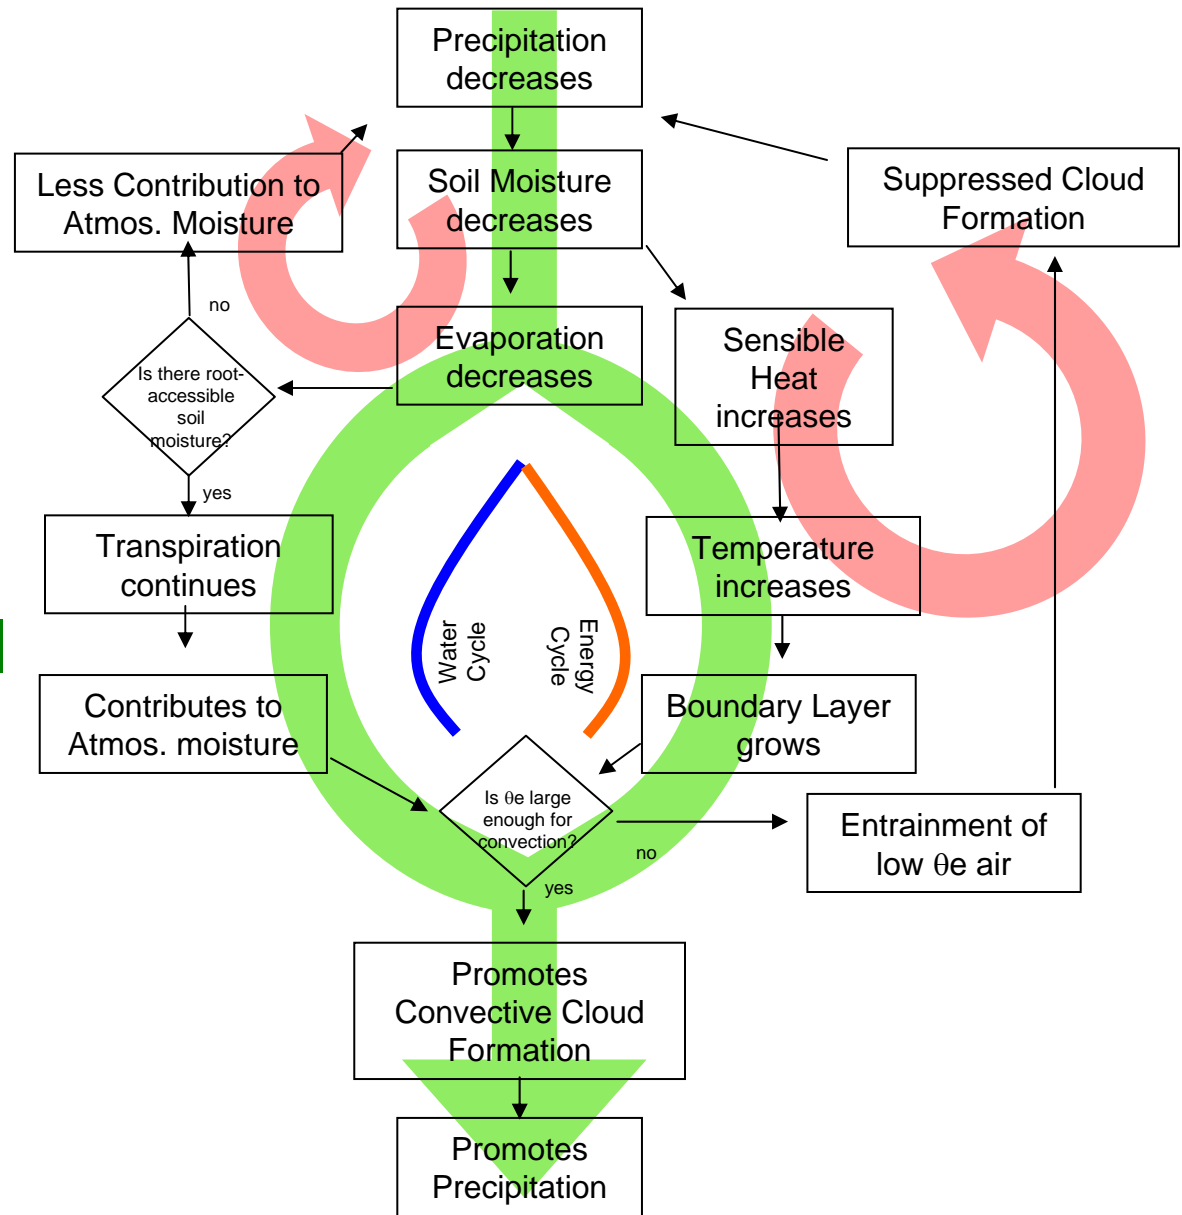 Precipitation
decreases
Less Contribution to
Atmos. Moisture
Soil Moisture
decreases
Suppressed Cloud
Formation
no
Is there root-
accessible
soil
moisture?
Evaporation
decreases
Sensible
Heat
increases
yes
Transpiration
continues
Temperature
increases
Water
Cycle
Energy
Cycle
Contributes to
Atmos. moisture
Boundary Layer
grows
Is θe large
enough for
convection?
no
Entrainment of
low θe air
yes
Promotes
Convective Cloud
Formation
Promotes
Precipitation